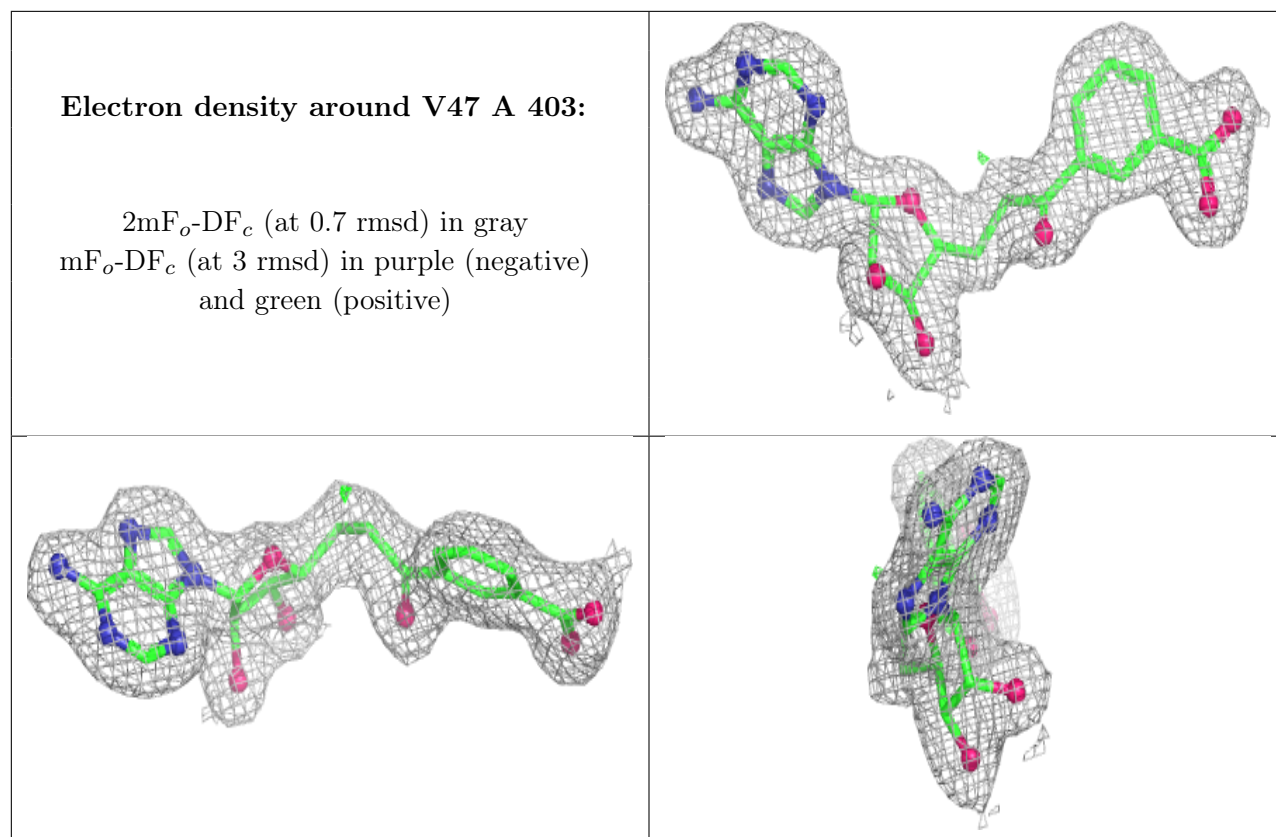 Electron density around V47 A 403:
2mFo-DFc (at 0.7 rmsd) in gray
mFo-DFc (at 3 rmsd) in purple (negative)
and green (positive)